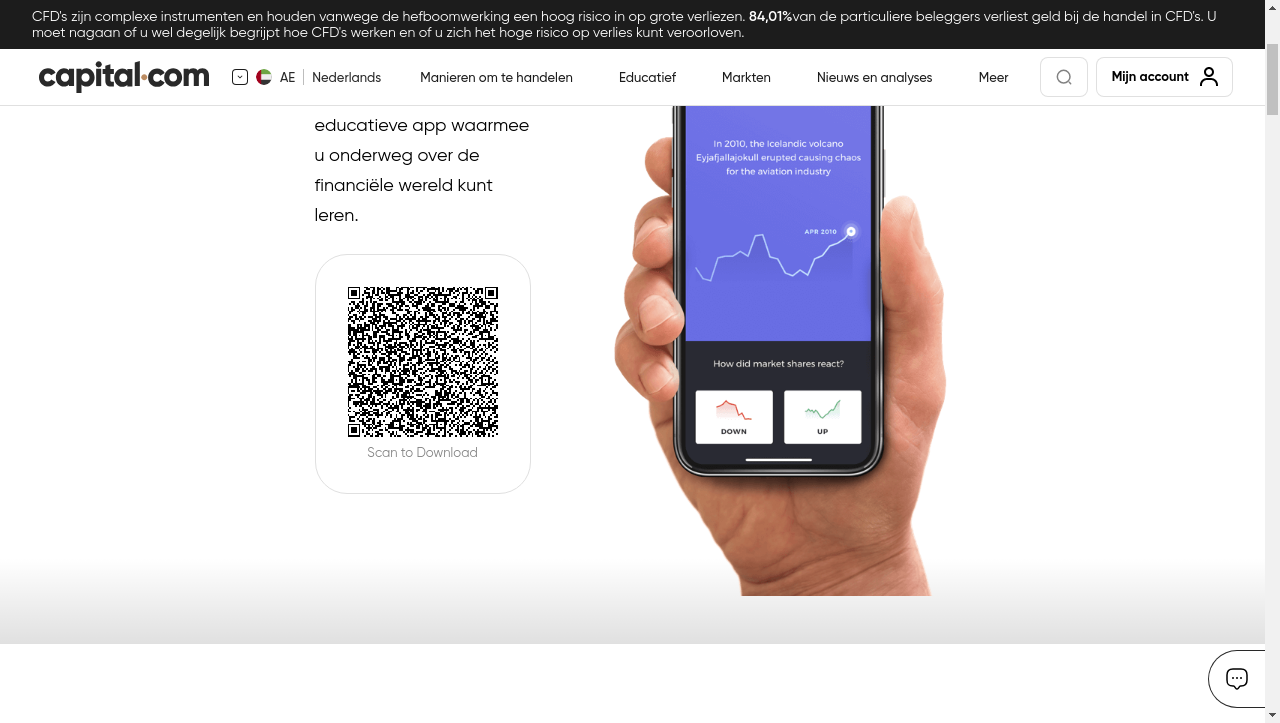 CFD's zijn complexe instrumenten en houden vanwege de hefboomwerking een hoog risico in op grote verliezen. 84,01%van de particuliere beleggers verliest geld bij de handel in CFD's. U
moet nagaan of u wel degelijk begrijpt hoe CFD's werken en of u zich het hoge risico op verlies kunt veroorloven.
capital.com
AE
Nederlands
Manieren om te handelen
Educatief
Markten
Nieuws en analyses
Meer
Mijn account
educatieve app waarmee
u onderweg over de
financiële wereld kunt
leren.
Scan to Download
In 2010, the Icelandic volcano
Eyjafjallajokull erupted causing chaos
for the aviation industry
APR 2010
How did market shares react?
DOWN
UP